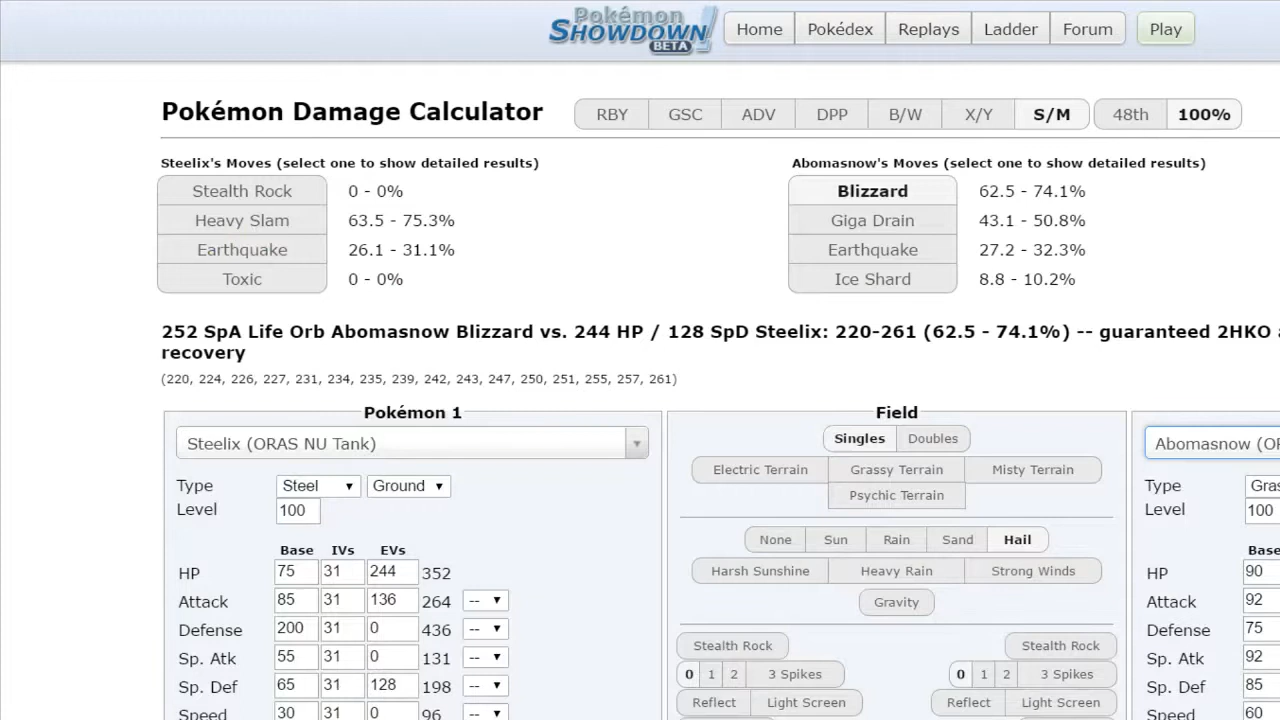 Pokémon
SHOWDOWN
BETA
Home Pokédex Replays Ladder Forum Play
Pokémon Damage Calculator RBY GSC ADV DPP B/W X/Y S/M 48th 100%
Steelix's Moves (select one to show detailed results) Abomasnow's Moves (select one to show detailed results)
Stealth Rock 0 - 0% Blizzard 62.5 - 74.1%
Heavy Slam 63.5 - 75.3% Giga Drain 43.1 - 50.8%
Earthquake 26.1 - 31.1% Earthquake 27.2 - 32.3%
Toxic 0 - 0% Ice Shard 8.8 - 10.2%
252 SpA Life Orb Abomasnow Blizzard vs. 244 HP / 128 SpD Steelix: 220-261 (62.5 - 74.1%) -- guaranteed 2HKO
recovery
(220, 224, 226, 227, 231, 234, 235, 239, 242, 243, 247, 250, 251, 255, 257, 261)
Pokémon 1 Field
Steelix (ORAS NU Tank) Singles Doubles Abomasnow (OR
Electric Terrain Grassy Terrain Misty Terrain
Type Steel Ground Psychic Terrain Type Gras
Level 100 Level 100
None Sun Rain Sand Hail
Base IVs EVs Base
HP 75 31 244 352 Harsh Sunshine Heavy Rain Strong Winds HP 90
Attack 85 31 136 264 -- Gravity Attack 92
Defense 200 31 0 436 -- Defense 75
Stealth Rock Stealth Rock
Sp. Atk 55 31 0 131 -- Sp. Atk 92
0 1 2 3 Spikes 0 1 2 3 Spikes
Sp. Def 65 31 128 198 -- Sp. Def 85
Reflect Light Screen Reflect Light Screen
Speed 30 31 0 96 -- Speed 60